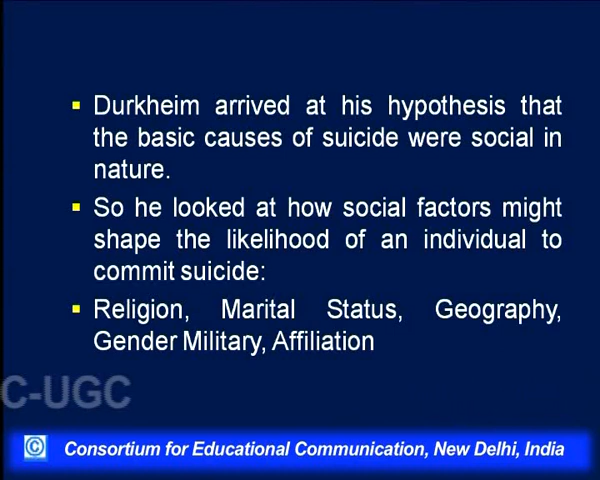 Durkheim arrived at his hypothesis that
the basic causes of suicide were social in
nature.
So he looked at how social factors might
shape the likelihood of an individual to
commit suicide:
Religion, Marital Status, Geography,
Gender Military, Affiliation
C-UGC
© Consortium for Educational Communication, New Delhi, India